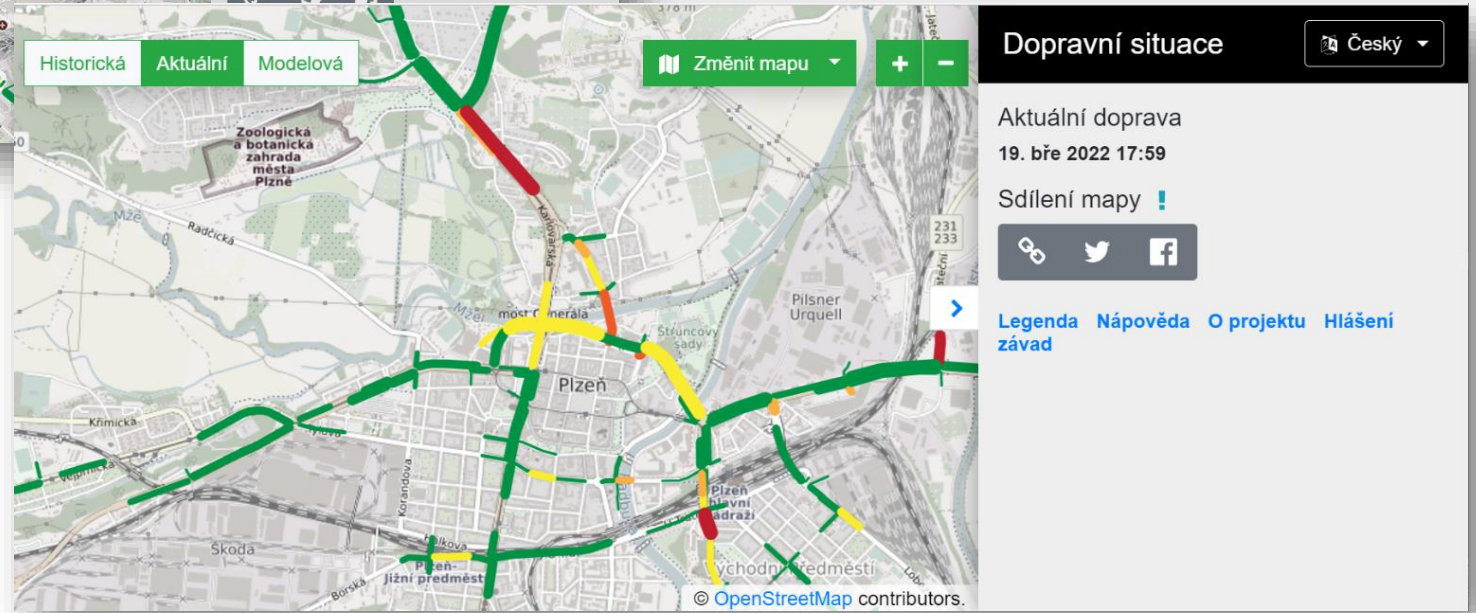 Historická Aktuální Modelová
Změnit mapu
+ −
378 m
Zoologická
a botanická
zahrada
města
Plzně
Mže
Radčická
Karlovarská
231
233
most Generála
Mže
Pilsner
Urquell
Štruncovy
sady
Plzeň
Křimická
Korandova
Plzeň
hlavní
nádraží
Škoda
Plzeň-
Jižní předměstí
Borská
Východní Předměstí
© OpenStreetMap contributors.
Dopravní situace
Český
Aktuální doprava
19. bře 2022 17:59
Sdílení mapy !
Legenda Nápověda O projektu Hlášení
závad